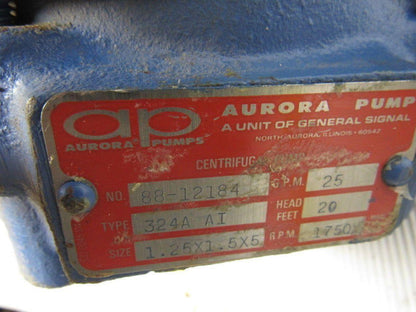 ap
AURORA PUMPS
AURORA PUMP
A UNIT OF GENERAL SIGNAL
NORTH AURORA, ILLINOIS • 60542
NO. 88-12184 G.P.M. 25
TYPE 324A AI HEAD FEET 20
SIZE 1.25X1.5X5 R.P.M. 1750